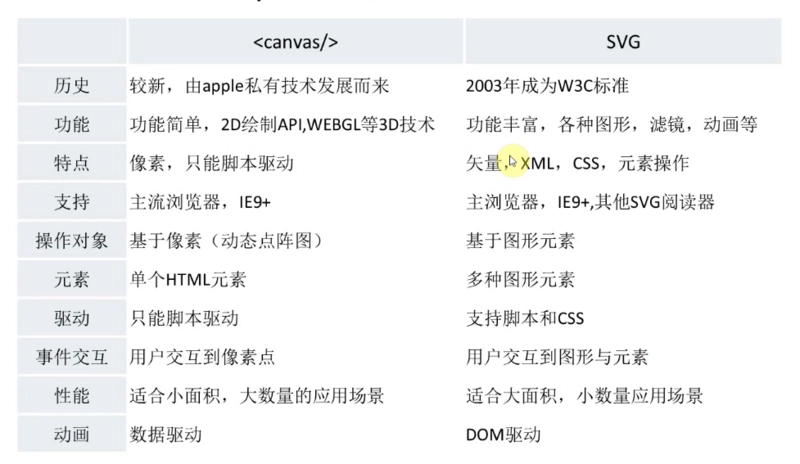 <canvas/> SVG
历史 较新，由apple私有技术发展而来 2003年成为W3C标准
功能 功能简单，2D绘制API,WEBGL等3D技术 功能丰富，各种图形，滤镜，动画等
特点 像素，只能脚本驱动 矢量，XML，CSS，元素操作
支持 主流浏览器，IE9+ 主浏览器，IE9+,其他SVG阅读器
操作对象 基于像素（动态点阵图） 基于图形元素
元素 单个HTML元素 多种图形元素
驱动 只能脚本驱动 支持脚本和CSS
事件交互 用户交互到像素点 用户交互到图形与元素
性能 适合小面积，大数量的应用场景 适合大面积，小数量应用场景
动画 数据驱动 DOM驱动